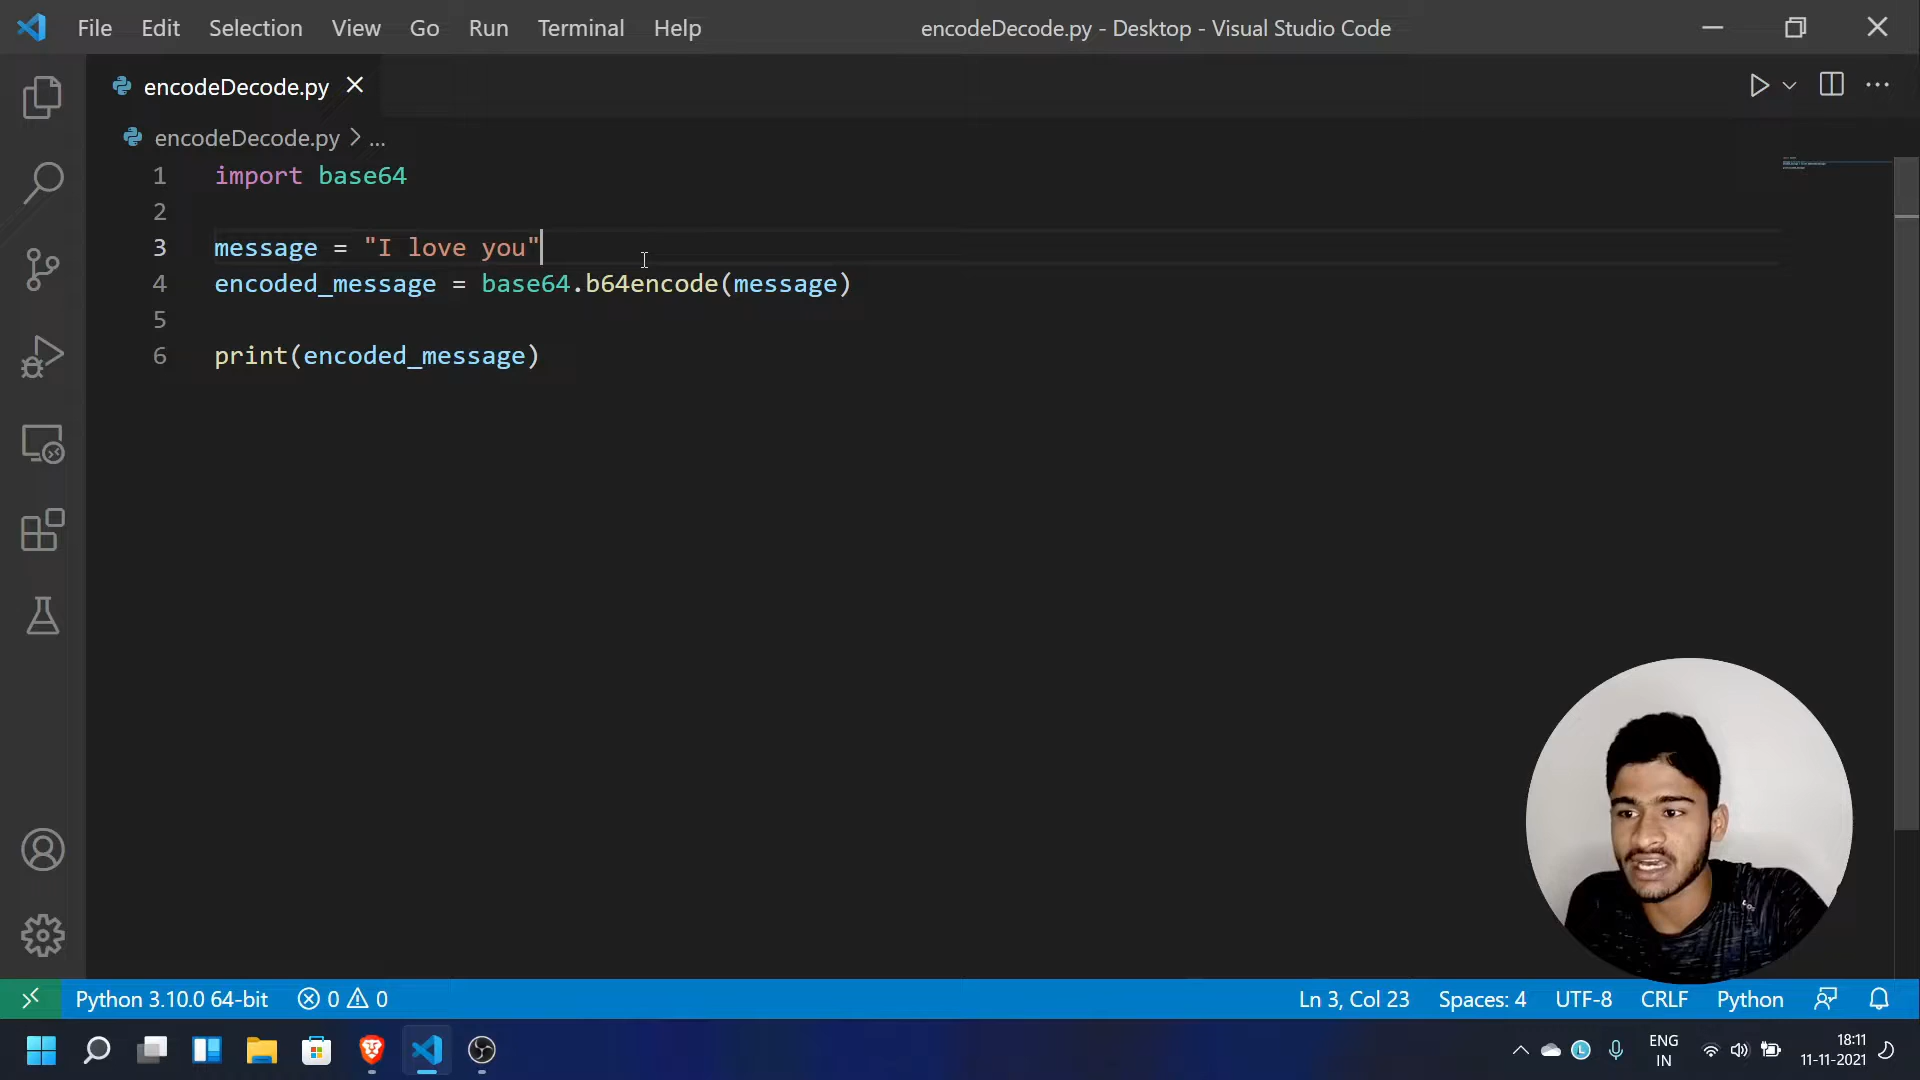 File Edit Selection View Go Run Terminal Help encodeDecode.py - Desktop - Visual Studio Code
encodeDecode.py
encodeDecode.py > ...
1 import base64
2
3 message = "I love you"
4 encoded_message = base64.b64encode(message)
5
6 print(encoded_message)
Python 3.10.0 64-bit 0 0 Ln 3, Col 23 Spaces: 4 UTF-8 CRLF Python
ENG 18:11
IN 11-11-2021